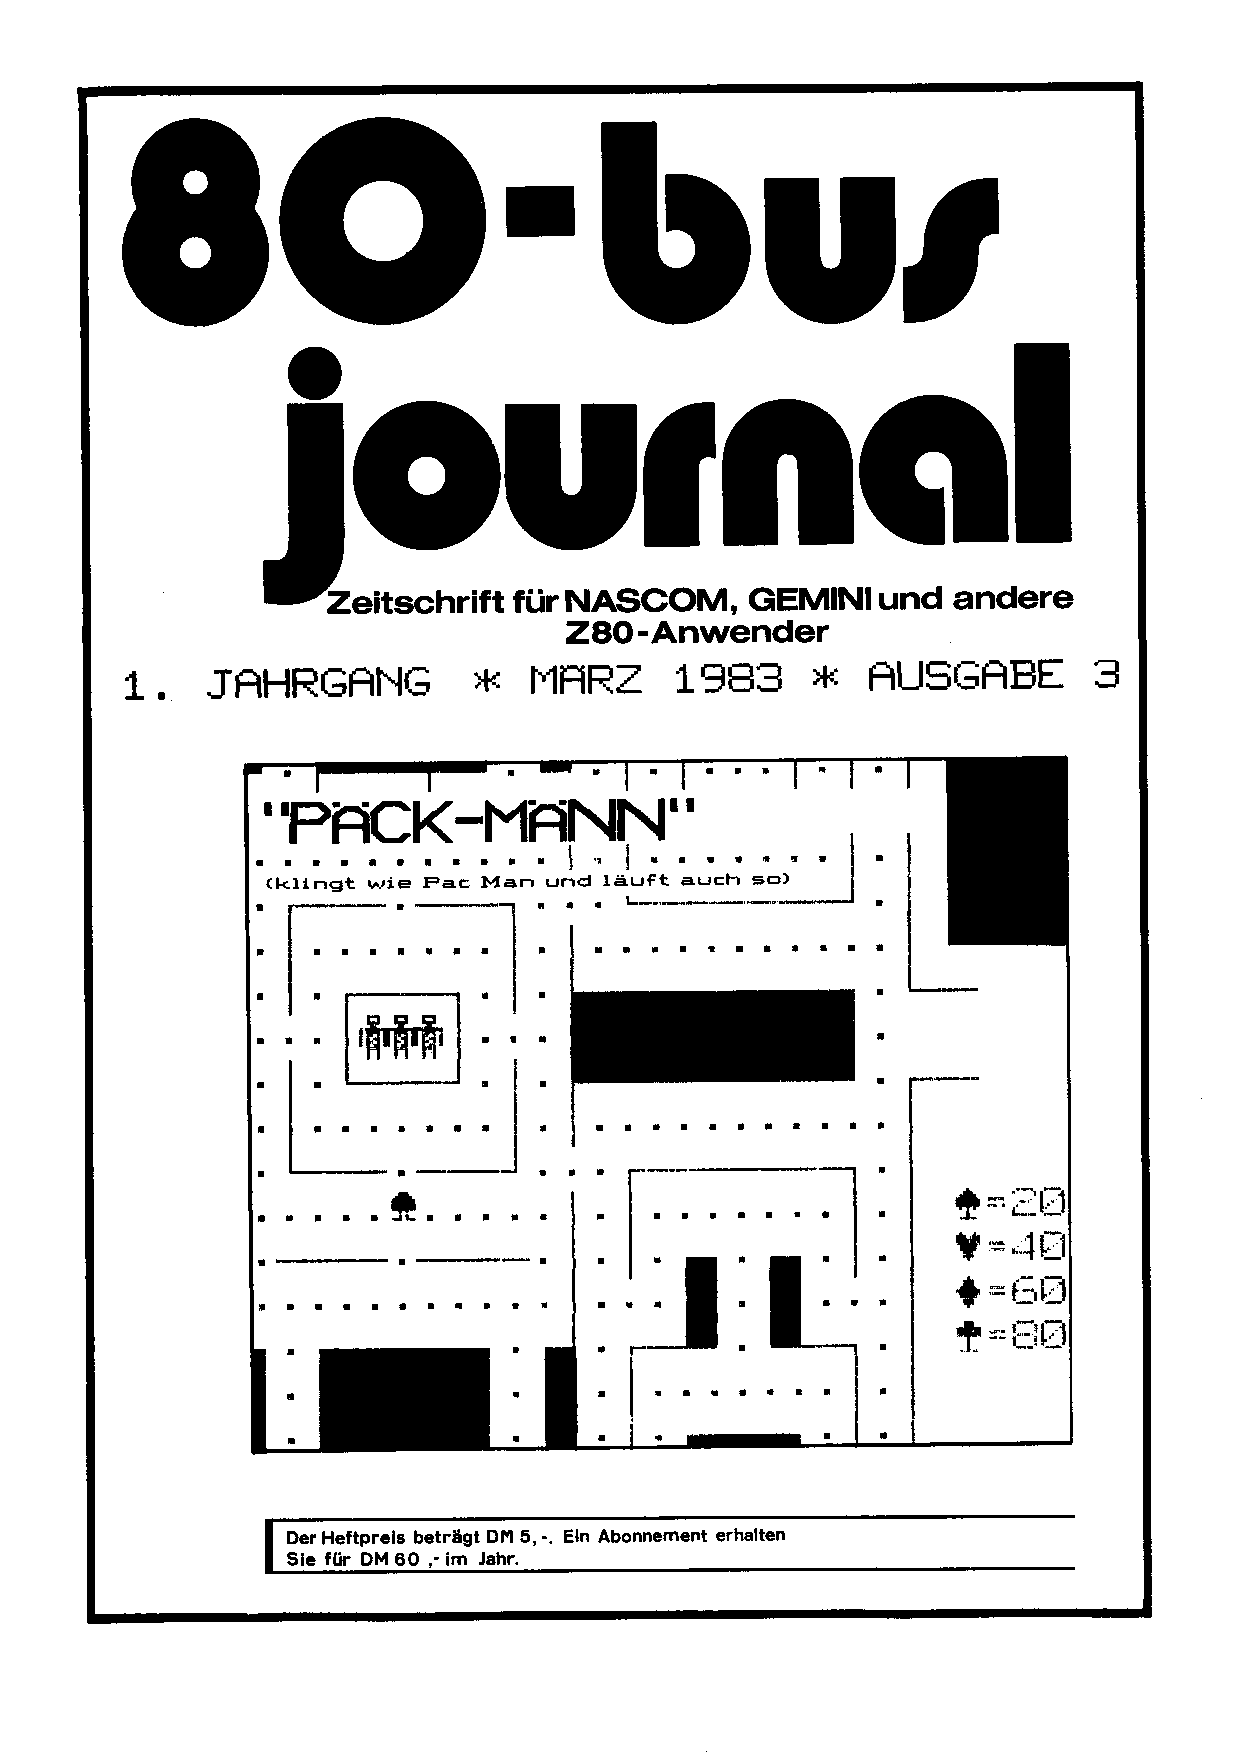 80-bus
journal
Zeitschrift für NASCOM, GEMINI und andere
Z80-Anwender
1. JAHRGANG * MÄRZ 1983 * AUSGABE 3
"PÄCK-MÄNN"
(klingt wie Pac Man und läuft auch so)
♠=20
♥=40
♦=60
♣=80
Der Heftpreis beträgt DM 5,-. Ein Abonnement erhalten
Sie für DM 60 ,- im Jahr.